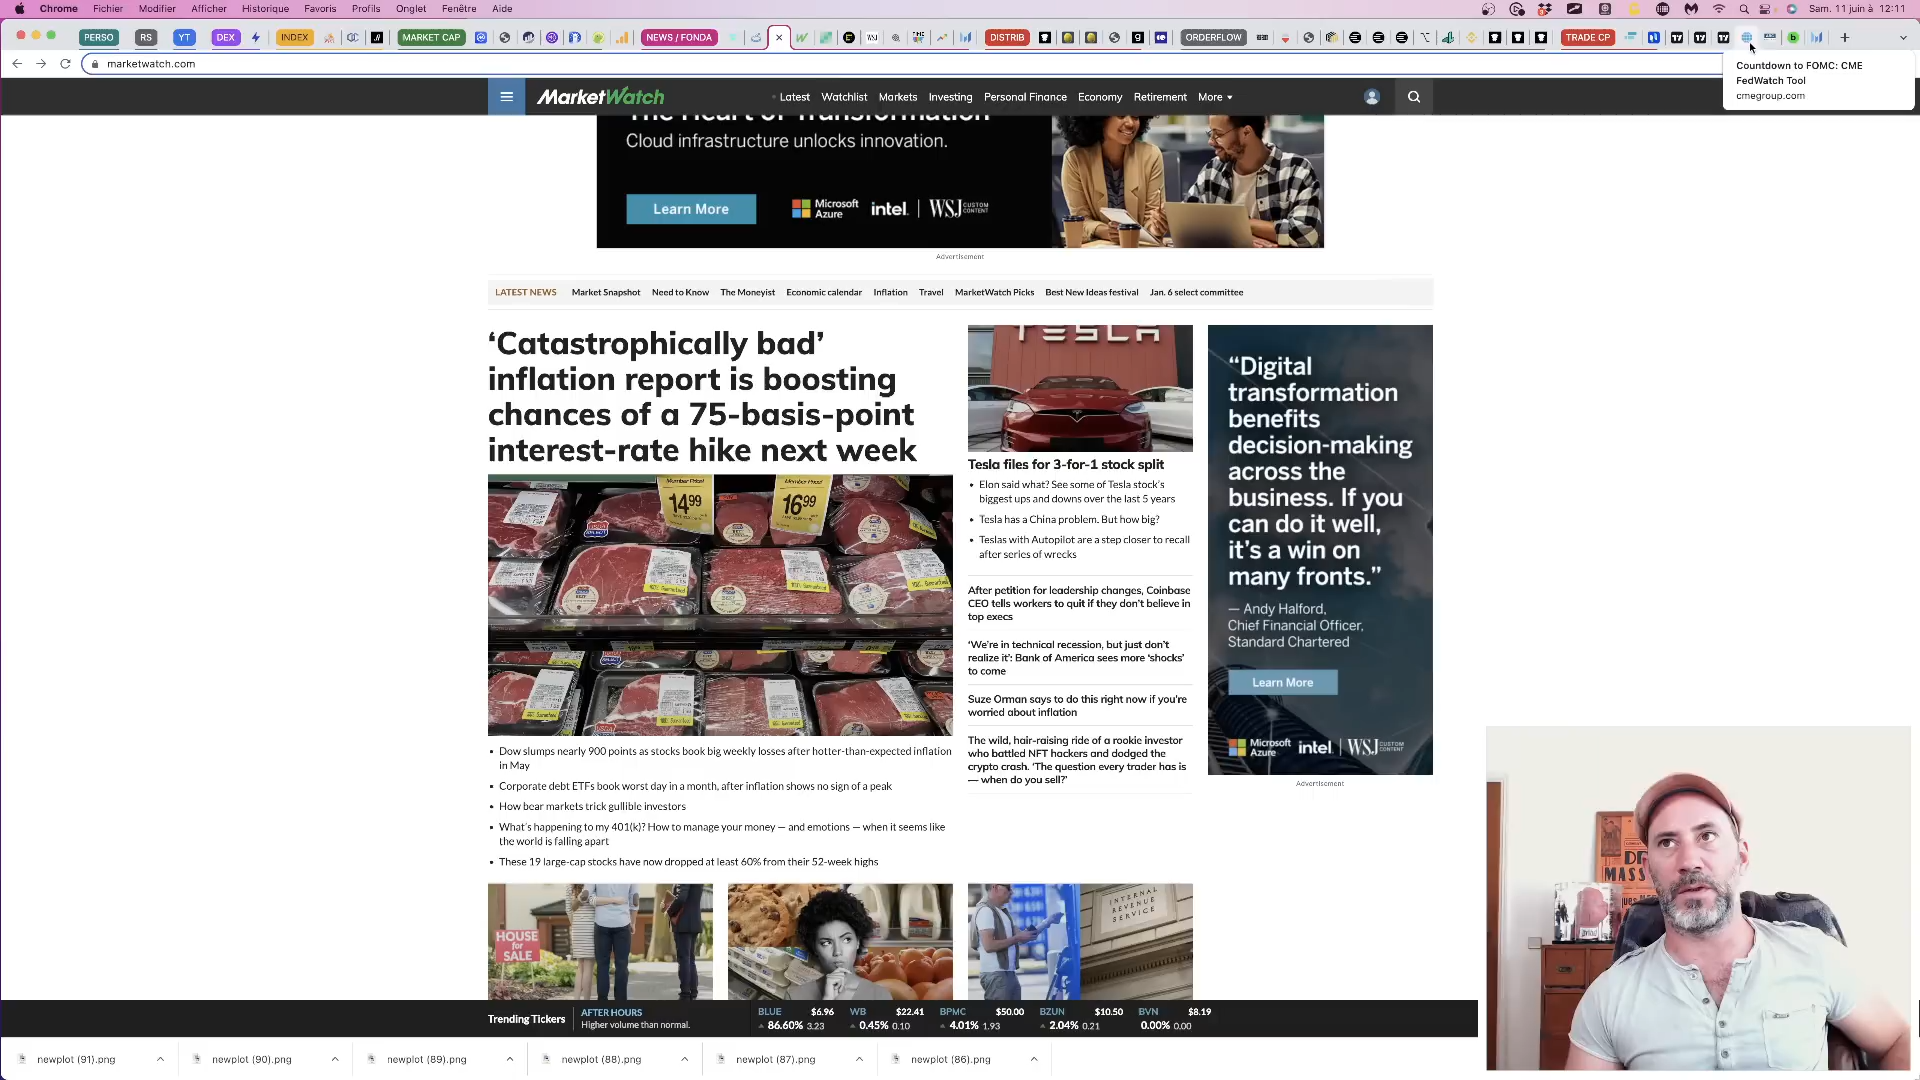 Chrome Fichier Modifier Afficher Historique Favoris Profils Onglet Fenêtre Aide
Sam. 11 juin à 12:11
PERSO RS YT DEX INDEX MARKET CAP NEWS / FONDA DISTRIB ORDERFLOW TRADE CP
marketwatch.com
Countdown to FOMC: CME
FedWatch Tool
cmegroup.com
MarketWatch
Latest Watchlist Markets Investing Personal Finance Economy Retirement More
The Heart of Transformation
Cloud infrastructure unlocks innovation.
Learn More
Microsoft
Azure
intel.
WSJ CUSTOM
CONTENT
Advertisement
LATEST NEWS Market Snapshot Need to Know The Moneyist Economic calendar Inflation Travel MarketWatch Picks Best New Ideas festival Jan. 6 select committee
‘Catastrophically bad’
inflation report is boosting
chances of a 75-basis-point
interest-rate hike next week
Member Price!
14.99
Member Price!
16.99
• Dow slumps nearly 900 points as stocks book big weekly losses after hotter-than-expected inflation
in May
• Corporate debt ETFs book worst day in a month, after inflation shows no sign of a peak
• How bear markets trick gullible investors
• What’s happening to my 401(k)? How to manage your money — and emotions — when it seems like
the world is falling apart
• These 19 large-cap stocks have now dropped at least 60% from their 52-week highs
TESLA
Tesla files for 3-for-1 stock split
• Elon said what? See some of Tesla stock’s
biggest ups and downs over the last 5 years
• Tesla has a China problem. But how big?
• Teslas with Autopilot are a step closer to recall
after series of wrecks
After petition for leadership changes, Coinbase
CEO tells workers to quit if they don’t believe in
top execs
‘We’re in technical recession, but just don’t
realize it’: Bank of America sees more ‘shocks’
to come
Suze Orman says to do this right now if you’re
worried about inflation
The wild, hair-raising ride of a rookie investor
who battled NFT hackers and dodged the
crypto crash. ‘The question every trader has is
— when do you sell?’
“Digital
transformation
benefits
decision-making
across the
business. If you
can do it well,
it’s a win on
many fronts.”
— Andy Halford,
Chief Financial Officer,
Standard Chartered
Learn More
Microsoft
Azure
intel.
WSJ CUSTOM
CONTENT
Advertisement
HOUSE
for
SALE
INTERNAL
REVENUE
SERVICE
Trending Tickers
AFTER HOURS
Higher volume than normal.
BLUE $6.96
86.60% 3.23
WB $22.41
0.45% 0.10
BPMC $50.00
4.01% 1.93
BZUN $10.50
2.04% 0.21
BVN $8.19
0.00% 0.00
newplot (91).png
newplot (90).png
newplot (89).png
newplot (88).png
newplot (87).png
newplot (86).png